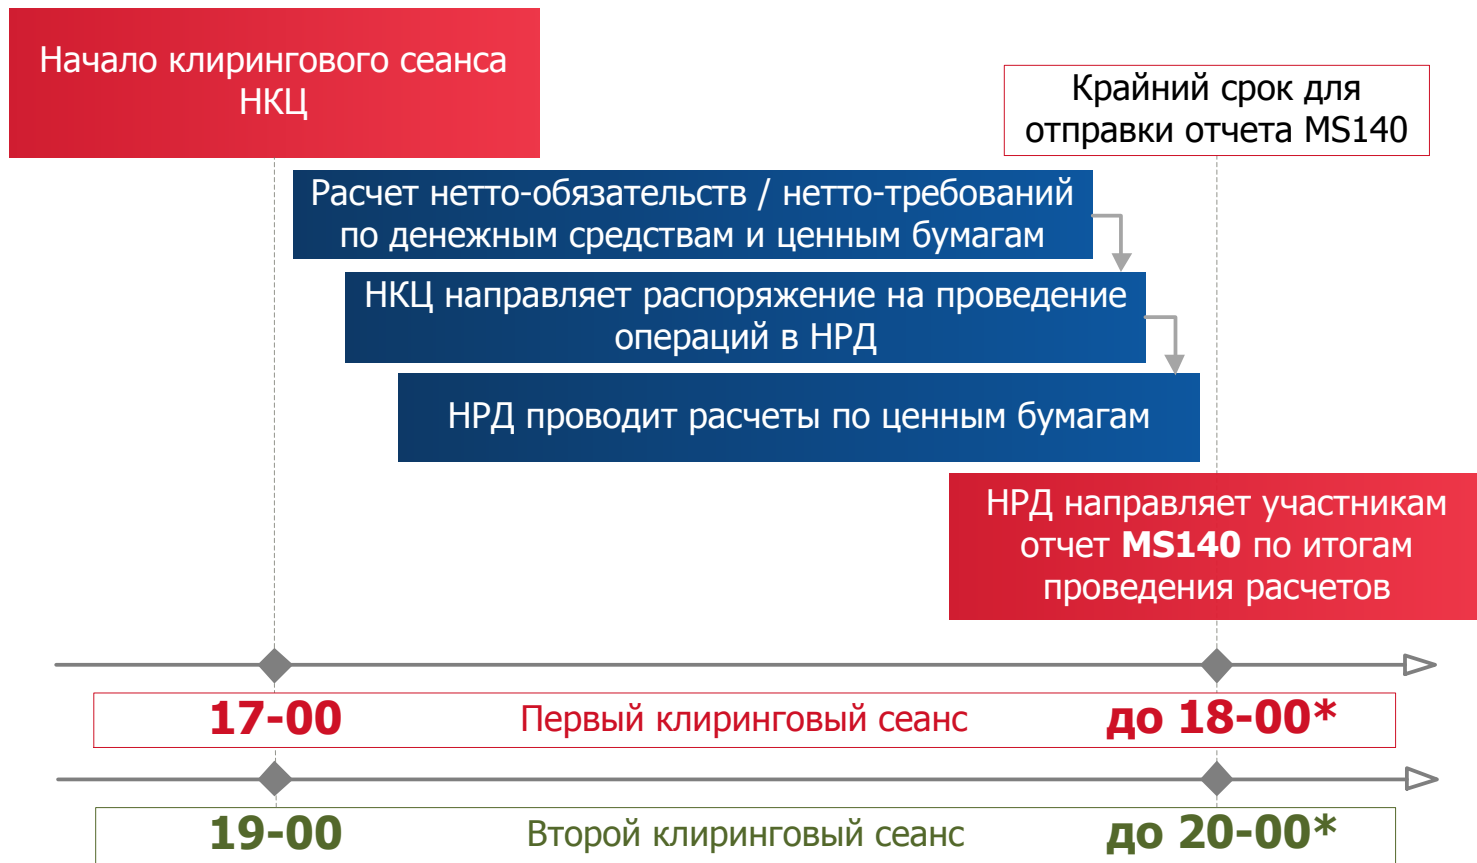 Начало клирингового сеанса
НКЦ
Крайний срок для
отправки отчета MS140
Расчет нетто-обязательств / нетто-требований
по денежным средствам и ценным бумагам
НКЦ направляет распоряжение на проведение
операций в НРД
НРД проводит расчеты по ценным бумагам
НРД направляет участникам
отчет MS140 по итогам
проведения расчетов
17-00 Первый клиринговый сеанс до 18-00*
19-00 Второй клиринговый сеанс до 20-00*